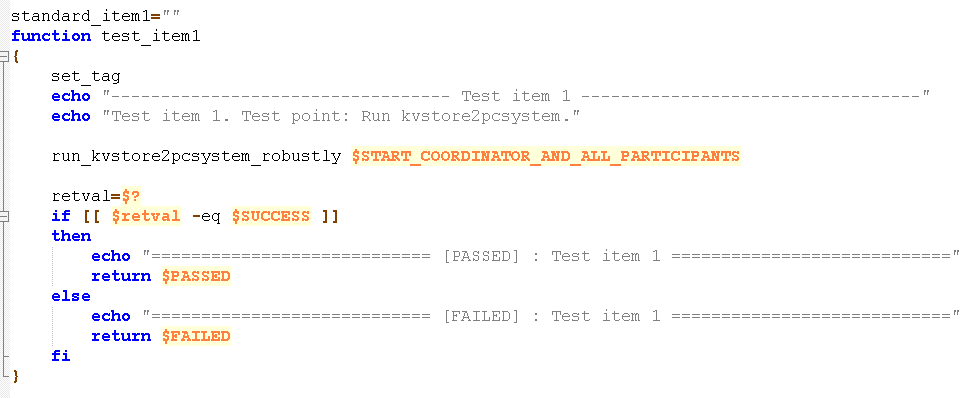 standard_item1=""
function test_item1
{
    set_tag
    echo "---------------------------------- Test item 1 ----------------------------------"
    echo "Test item 1. Test point: Run kvstore2pcsystem."
    run_kvstore2pcsystem_robustly $START_COORDINATOR_AND_ALL_PARTICIPANTS
    retval=$?
    if [[ $retval -eq $SUCCESS ]]
    then
        echo "============================ [PASSED] : Test item 1 ============================"
        return $PASSED
    else
        echo "============================ [FAILED] : Test item 1 ============================"
        return $FAILED
    fi
}